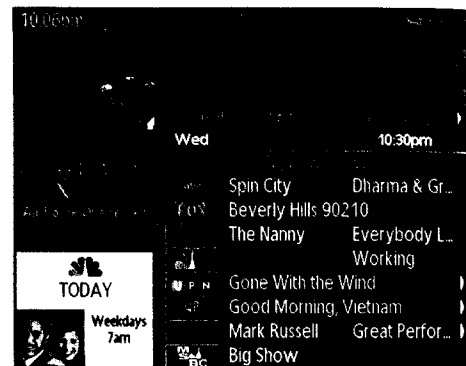 10:06pm
Wed 10:30pm
Spin City Dharma & Gr...
FOX Beverly Hills 90210
The Nanny Everybody L...
Working
UPN Gone With the Wind
Good Morning, Vietnam
Mark Russell Great Perfor...
MSNBC Big Show
TODAY
Weekdays
7am